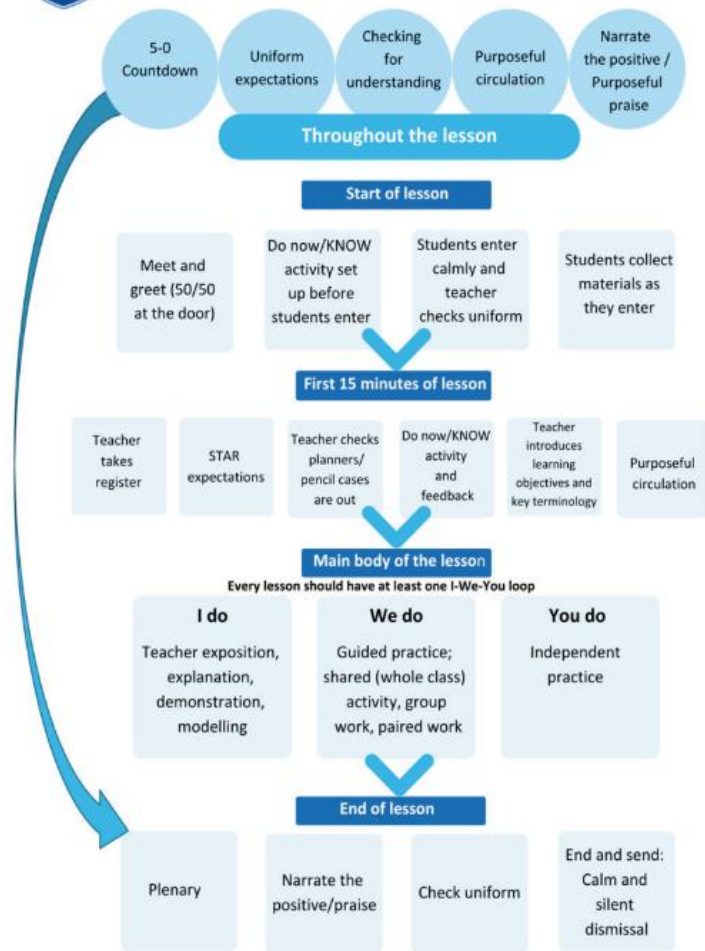 5-0
Countdown
Uniform
expectations
Checking
for
understanding
Purposeful
circulation
Narrate
the positive /
Purposeful
praise
Throughout the lesson
Start of lesson
Meet and
greet (50/50
at the door)
Do now/KNOW
activity set
up before
students enter
Students enter
calmly and
teacher
checks uniform
Students collect
materials as
they enter
First 15 minutes of lesson
Teacher
takes
register
STAR
expectations
Teacher checks
planners/
pencil cases
are out
Do now/KNOW
activity
and
feedback
Teacher
introduces
learning
objectives and
key terminology
Purposeful
circulation
Main body of the lesson
Every lesson should have at least one I-We-You loop
I do
Teacher exposition,
explanation,
demonstration,
modelling
We do
Guided practice;
shared (whole class)
activity, group
work, paired work
You do
Independent
practice
End of lesson
Plenary
Narrate the
positive/praise
Check uniform
End and send:
Calm and
silent
dismissal